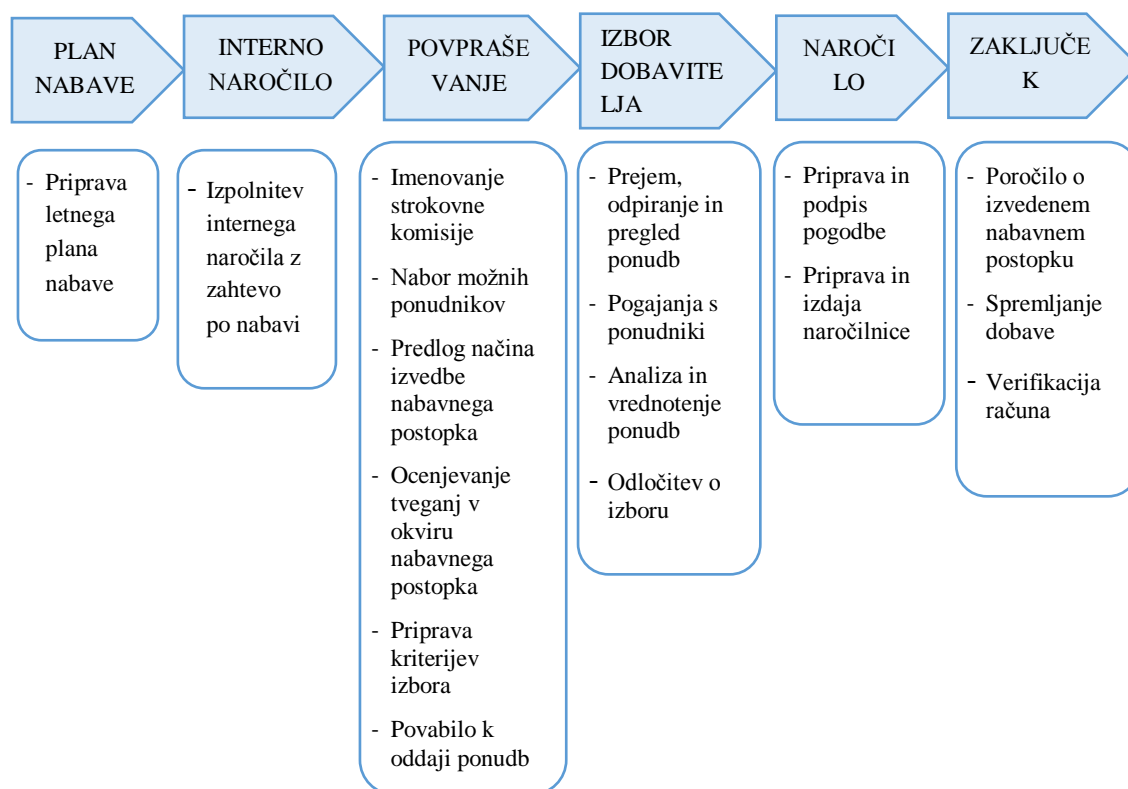 PLAN
NABAVE
INTERNO
NAROČILO
POVPRAŠE
VANJE
IZBOR
DOBAVITE
LJA
NAROČI
LO
ZAKLJUČE
K
- Priprava
letnega
plana
nabave
- Izpolnitev
internega
naročila z
zahtevo
po nabavi
- Imenovanje
strokovne
komisije
- Nabor možnih
ponudnikov
- Predlog načina
izvedbe
nabavnega
postopka
- Ocenjevanje
tveganj v
okviru
nabavnega
postopka
- Priprava
kriterijev
izbora
- Povabilo k
oddaji ponudb
- Prejem,
odpiranje in
pregled
ponudb
- Pogajanja s
ponudniki
- Analiza in
vrednotenje
ponudb
- Odločitev o
izboru
- Priprava in
podpis
pogodbe
- Priprava in
izdaja
naročilnice
- Poročilo o
izvedenem
nabavnem
postopku
- Spremljanje
dobave
- Verifikacija
računa